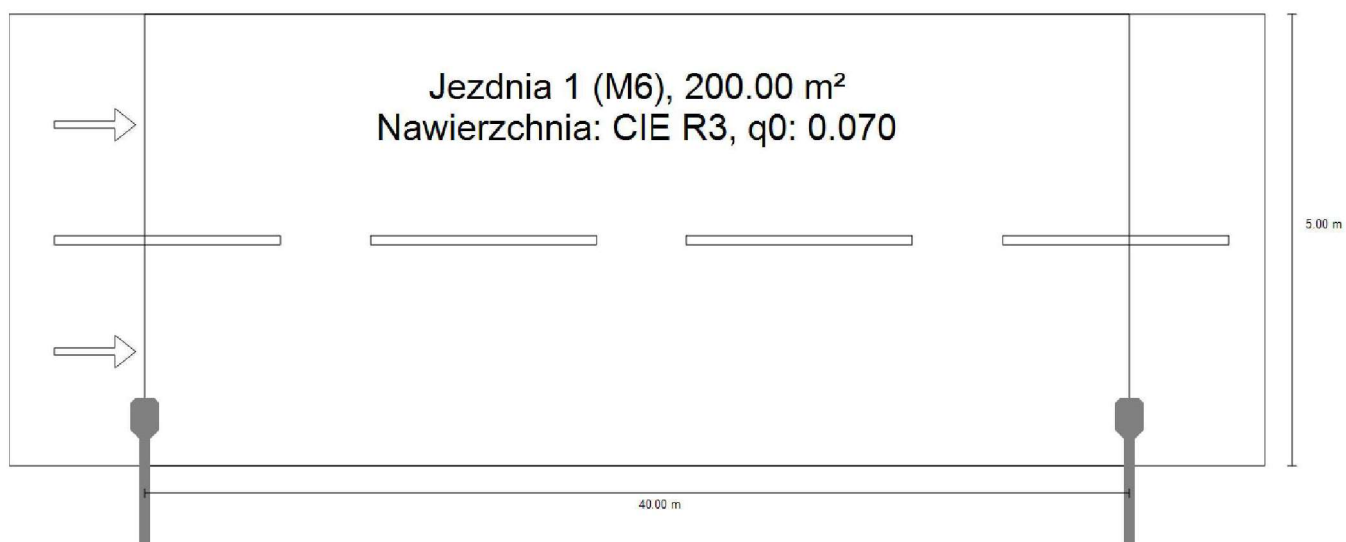 Jezdnia 1 (M6), 200.00 m²
Nawierzchnia: CIE R3, q0: 0.070
5.00 m
40.00 m